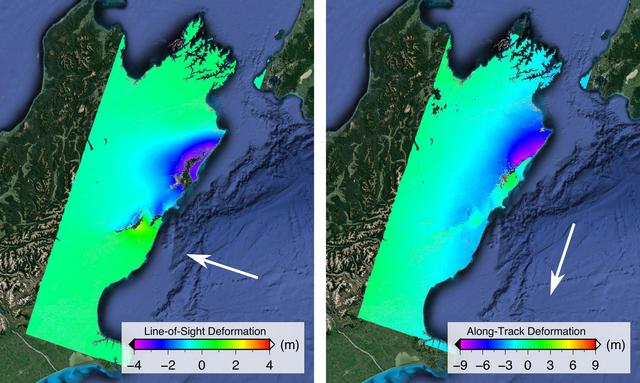 Line-of-Sight Deformation
(m)
−4 −2 0 2 4
Along-Track Deformation
(m)
−9 −6 −3 0 3 6 9